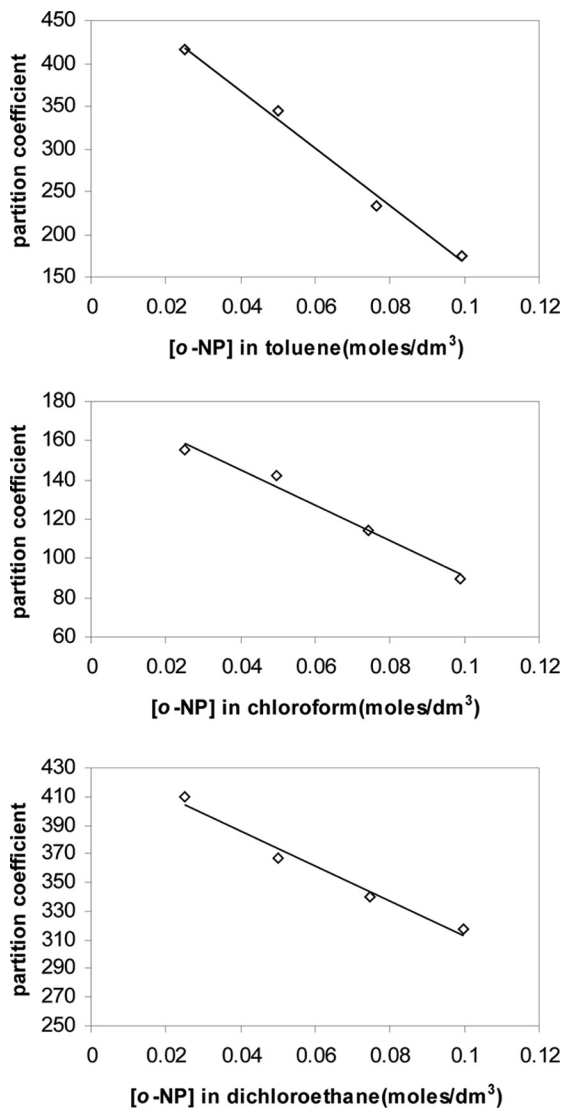 partition coefficient
450
400
350
300
250
200
150
0 0.02 0.04 0.06 0.08 0.1 0.12
[o-NP] in toluene(moles/dm³)
partition coefficient
180
160
140
120
100
80
60
0 0.02 0.04 0.06 0.08 0.1 0.12
[o-NP] in chloroform(moles/dm³)
partition coefficient
430
410
390
370
350
330
310
290
270
250
0 0.02 0.04 0.06 0.08 0.1 0.12
[o-NP] in dichloroethane(moles/dm³)